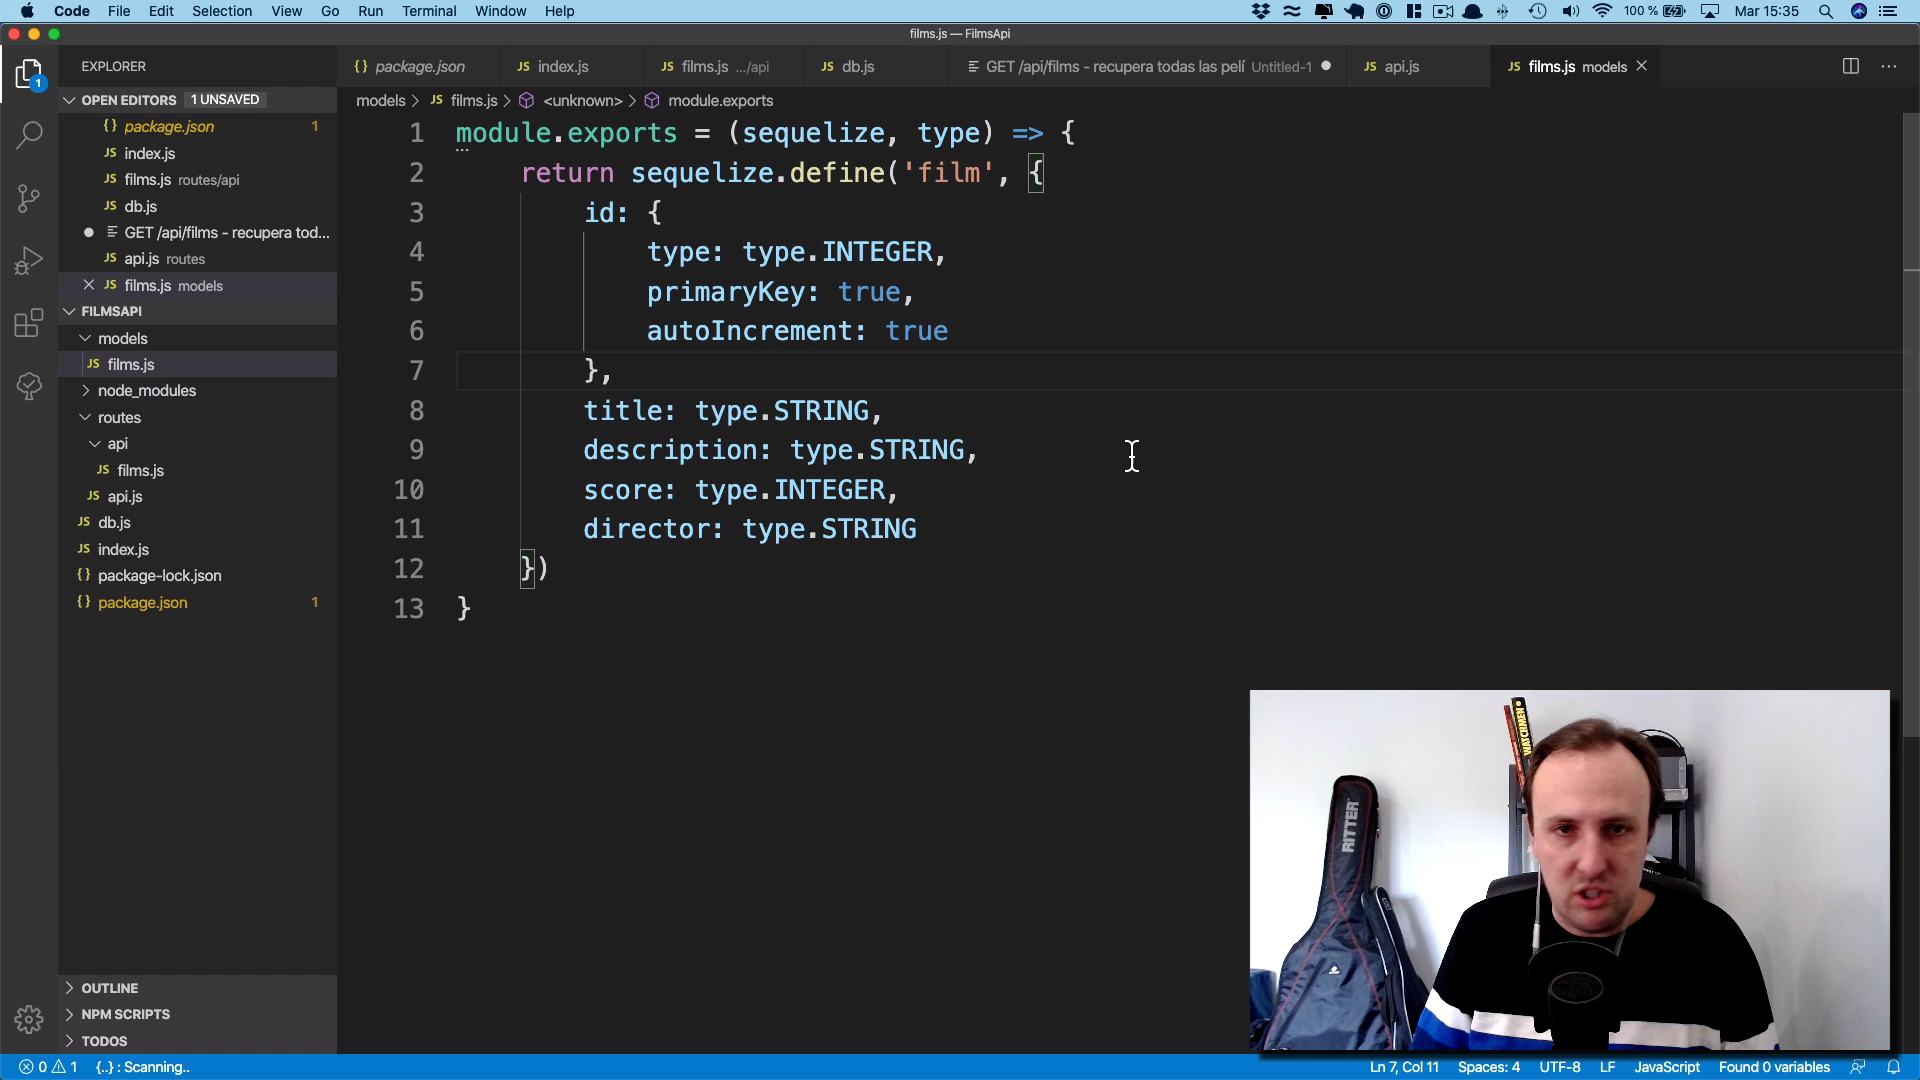 Code File Edit Selection View Go Run Terminal Window Help
100 % Mar 15:35
films.js — FilmsApi
EXPLORER
{} package.json JS index.js JS films.js .../api JS db.js GET /api/films - recupera todas las pelí Untitled-1 JS api.js JS films.js models
OPEN EDITORS 1 UNSAVED
{} package.json 1
JS index.js
JS films.js routes/api
JS db.js
GET /api/films - recupera tod...
JS api.js routes
JS films.js models
FILMSAPI
models
JS films.js
node_modules
routes
api
JS films.js
JS api.js
JS db.js
JS index.js
{} package-lock.json
{} package.json 1
OUTLINE
NPM SCRIPTS
TODOS
1
models > JS films.js > <unknown> > module.exports
1 module.exports = (sequelize, type) => {
2 return sequelize.define('film', {
3 id: {
4 type: type.INTEGER,
5 primaryKey: true,
6 autoIncrement: true
7 },
8 title: type.STRING,
9 description: type.STRING,
10 score: type.INTEGER,
11 director: type.STRING
12 })
13 }
WATCHMEN
RITTER
0 1 {..} : Scanning.. Ln 7, Col 11 Spaces: 4 UTF-8 LF JavaScript Found 0 variables